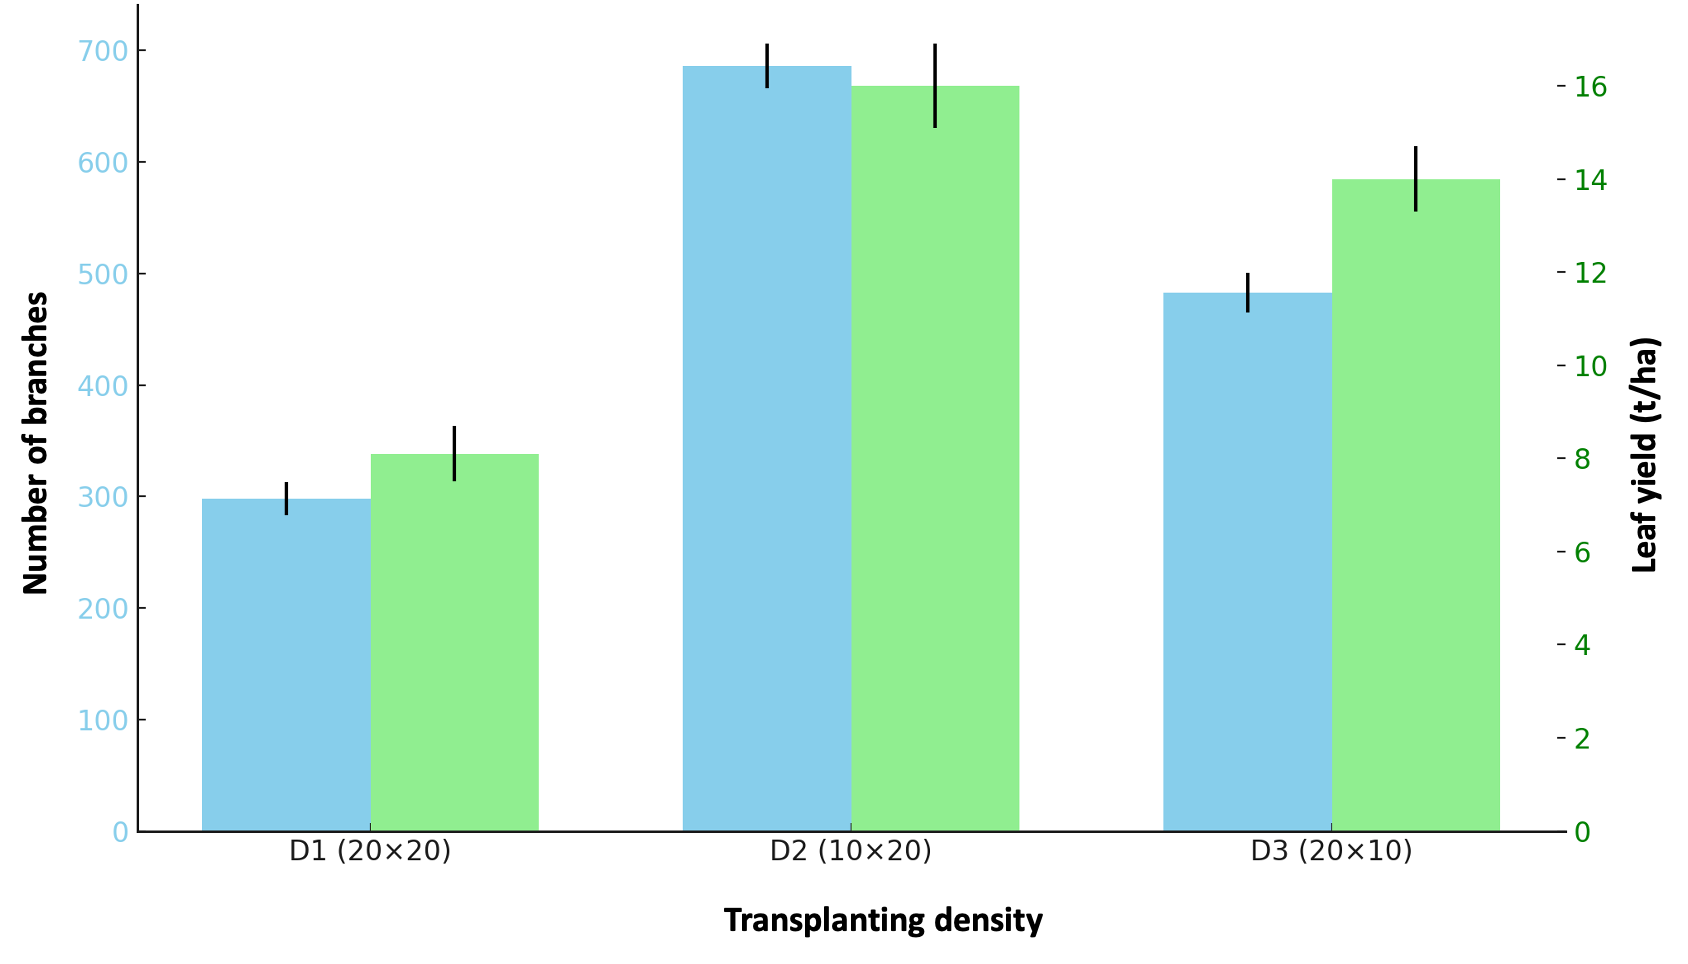 Number of branches
700
600
500
400
300
200
100
0
16
14
12
10
8
6
4
2
0
Leaf yield (t/ha)
D1 (20×20)
D2 (10×20)
D3 (20×10)
Transplanting density